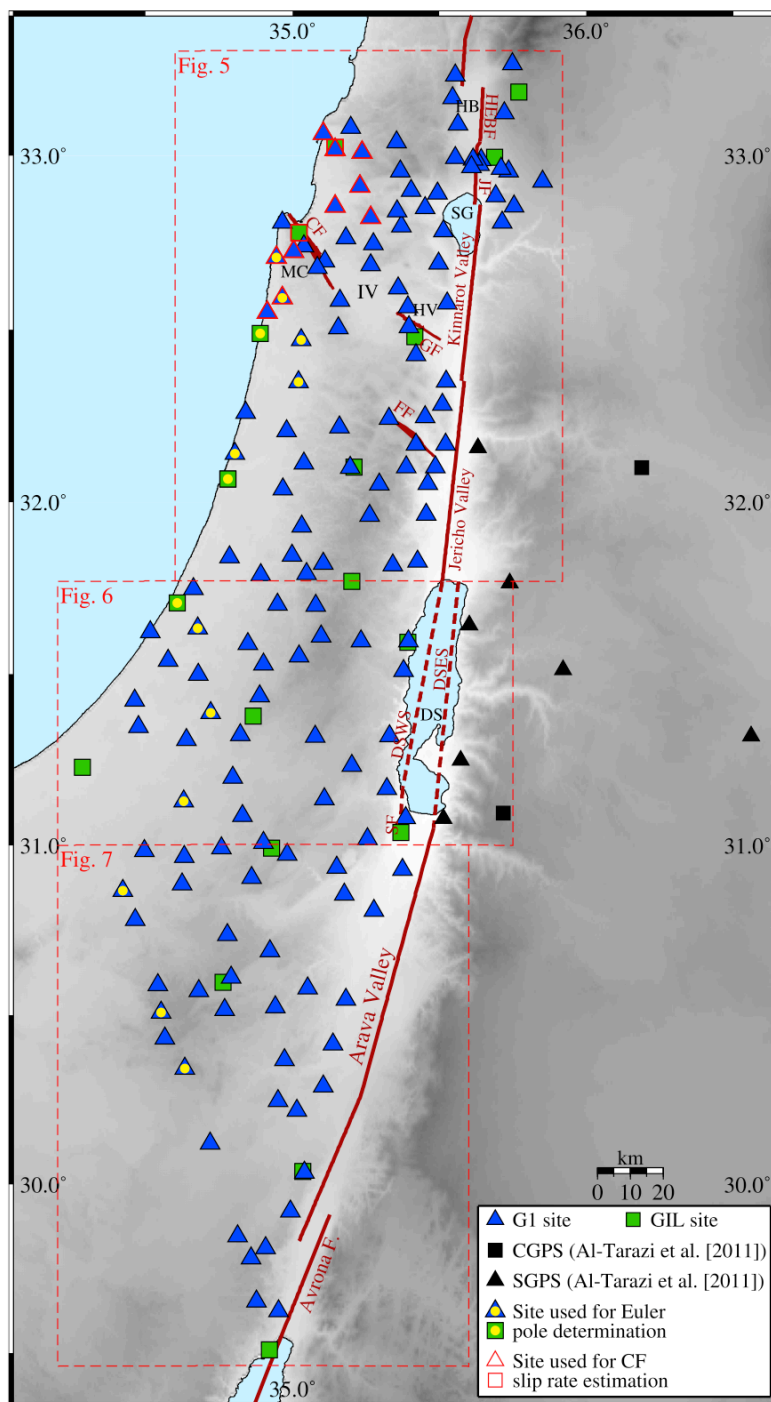 35.0°
36.0°
Fig. 5
HB
HEBF
33.0°
33.0°
JF
SG
CF
MC
IV
Kinnarot Valley
HV
GF
FF
32.0°
32.0°
Jericho Valley
Fig. 6
DSES
DS
DSWS
SF
31.0°
31.0°
Fig. 7
Arava Valley
30.0°
30.0°
km
0 10 20
Avrona F.
35.0°
G1 site
GIL site
CGPS (Al-Tarazi et al. [2011])
SGPS (Al-Tarazi et al. [2011])
Site used for Euler
pole determination
Site used for CF
slip rate estimation